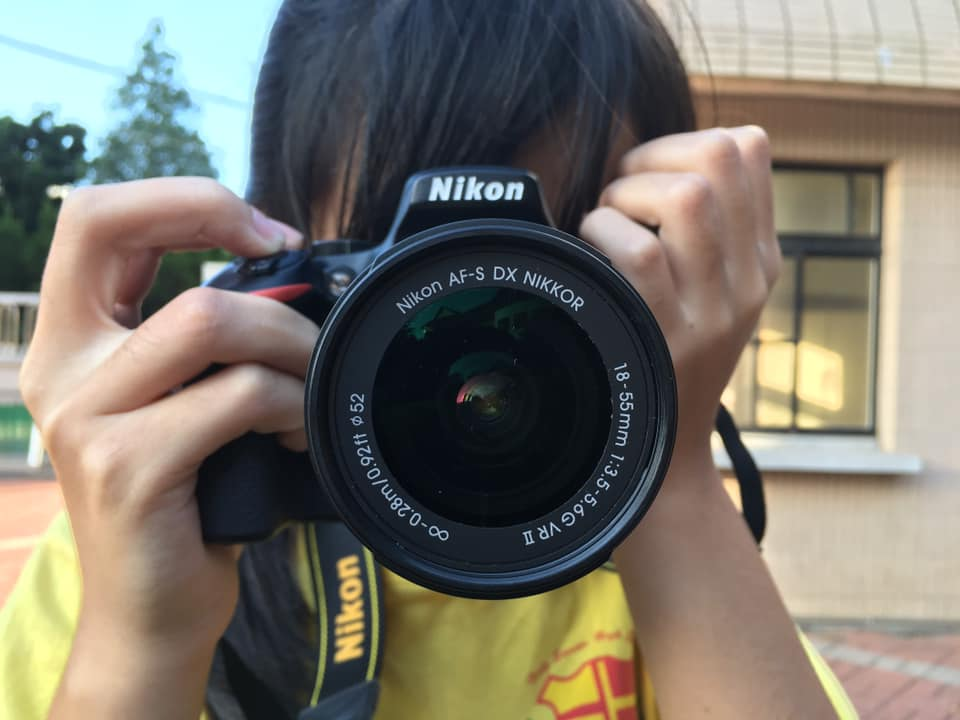 Nikon
Nikon AF-S DX NIKKOR
18-55mm 1:3.5-5.6G VR II
∞-0.28m/0.92ft ø52
Nikon